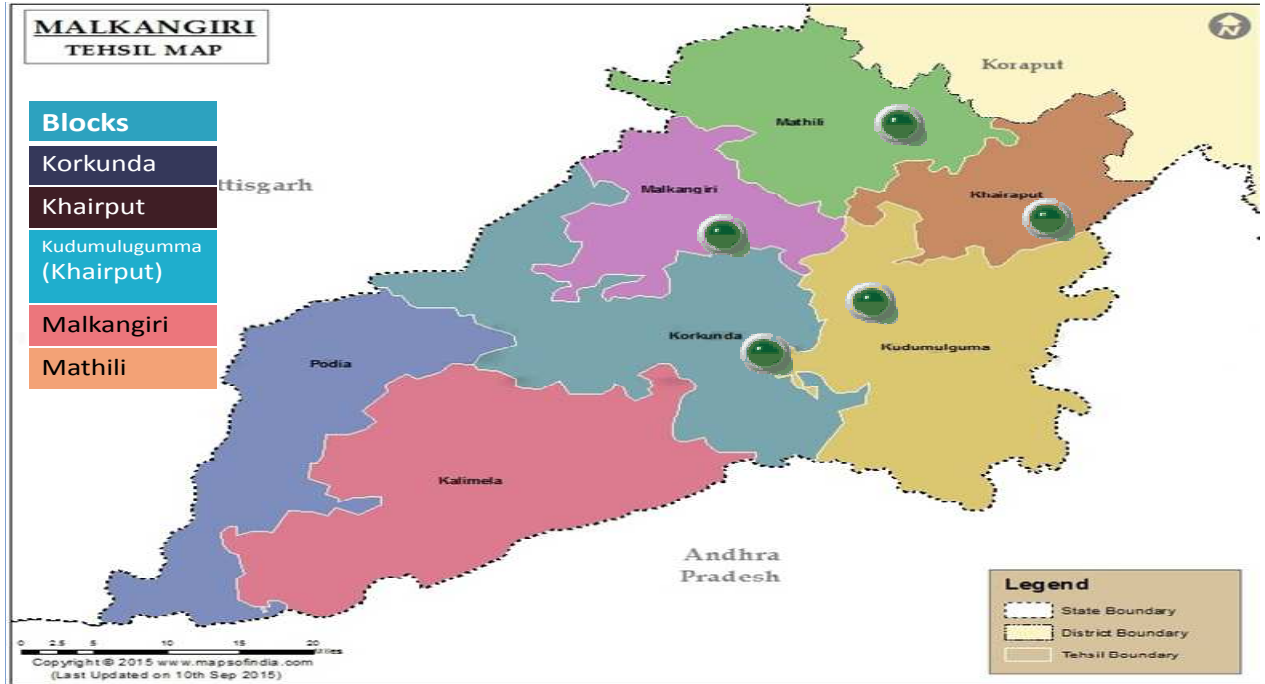 MALKANGIRI
TEHSIL MAP
N
Koraput
Blocks
Korkunda
Khairput
Kudumulugumma
(Khairput)
Malkangiri
Mathili
ttisgarh
Mathili
Malkangiri
Khairaput
Korkunda
Kudumulguma
Podia
Kalimela
Andhra
Pradesh
Legend
State Boundary
District Boundary
Tehsil Boundary
0 2.5 5 10 15 20
Miles
Copyright © 2015 www.mapsofindia.com
(Last Updated on 10th Sep 2015)